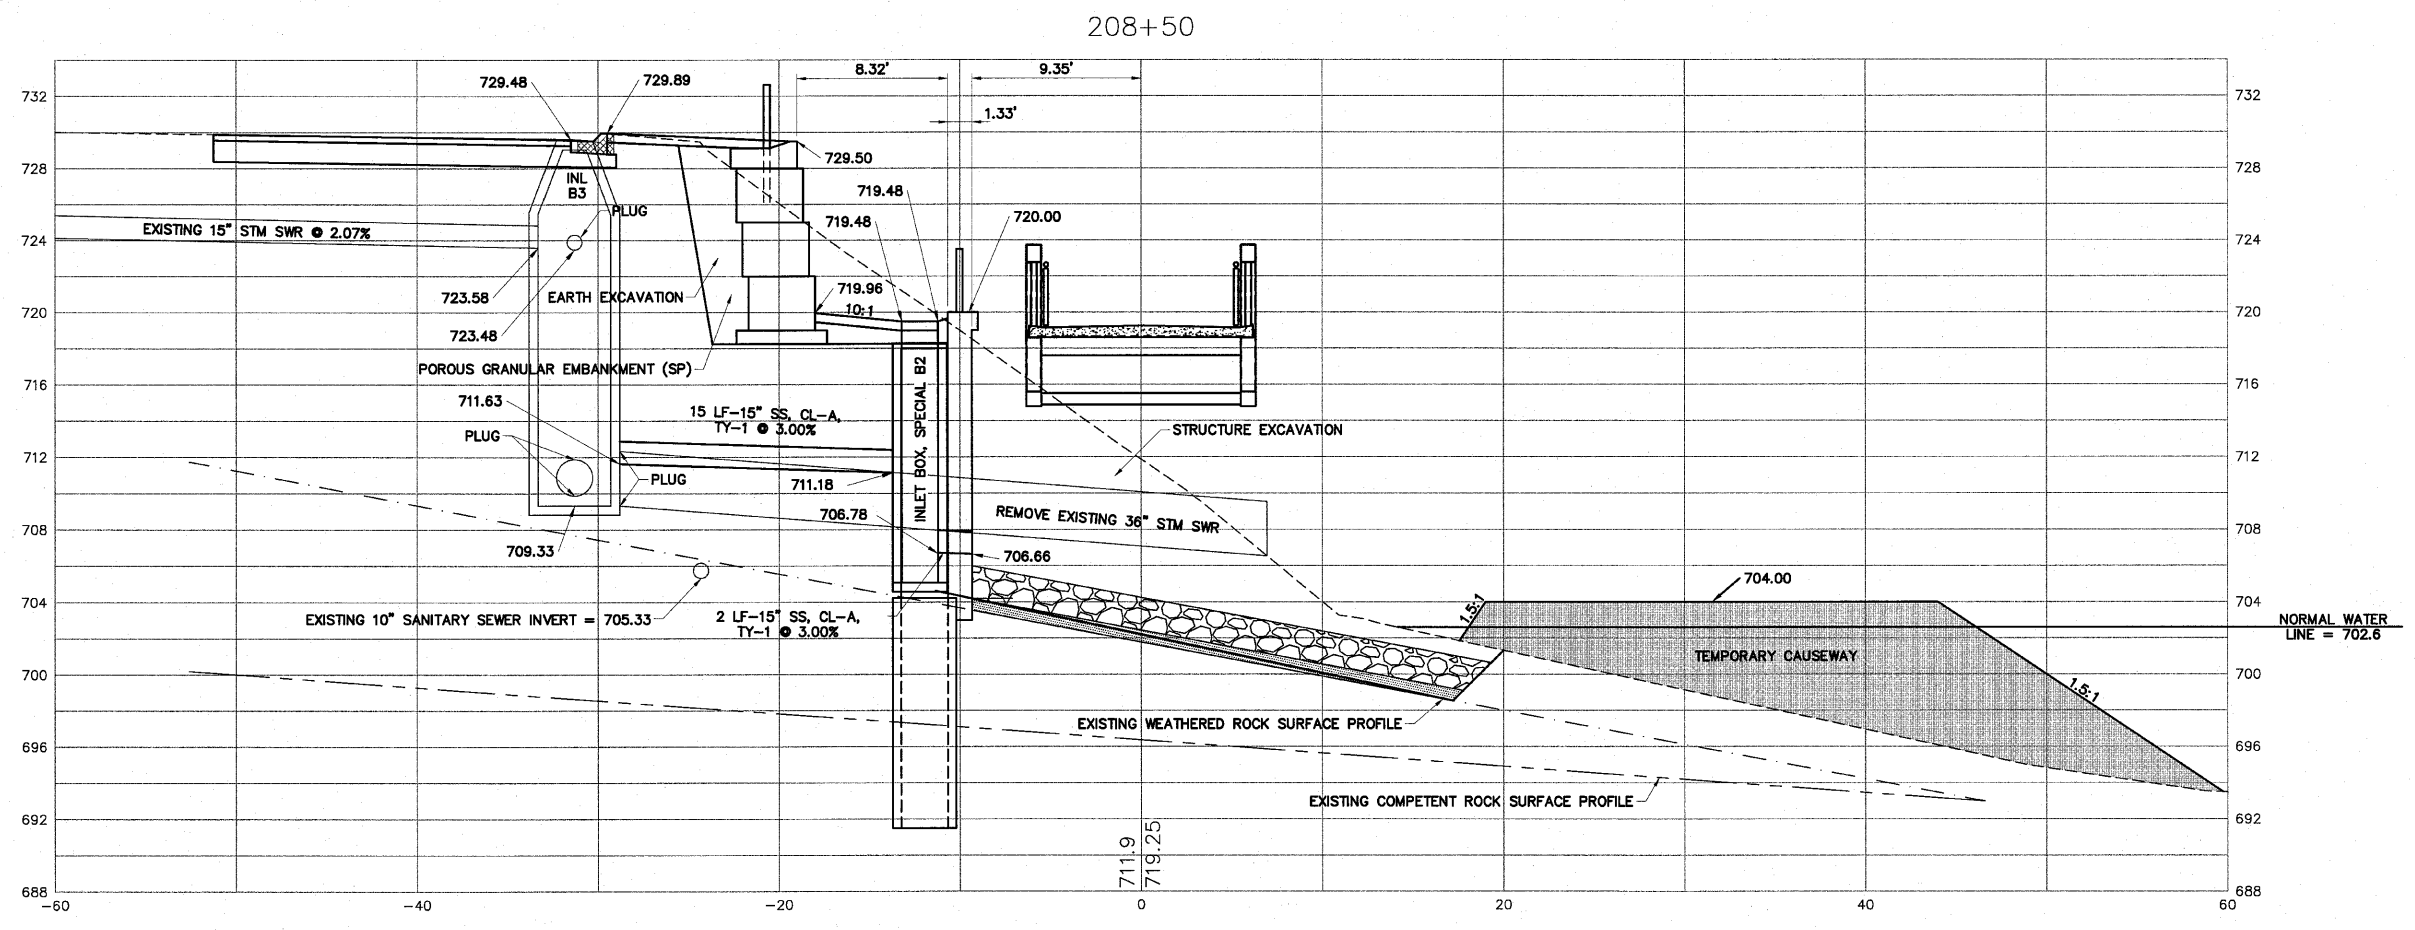 208+50
8.32'
9.35'
1.33'
729.48
729.89
732
732
729.50
728
728
INL
B3
719.48
719.48
720.00
PLUG
EXISTING 15" STM SWR @ 2.07%
724
724
723.58
EARTH EXCAVATION
719.96
10:1
723.48
720
720
POROUS GRANULAR EMBANKMENT (SP)
716
716
711.63
15 LF-15" SS, CL-A,
TY-1 @ 3.00%
INLET BOX, SPECIAL B2
STRUCTURE EXCAVATION
PLUG
712
712
PLUG
711.18
706.78
REMOVE EXISTING 36" STM SWR
708
708
709.33
706.66
704.00
704
704
1.5:1
EXISTING 10" SANITARY SEWER INVERT = 705.33
2 LF-15" SS, CL-A,
TY-1 @ 3.00%
NORMAL WATER
LINE = 702.6
TEMPORARY CAUSEWAY
700
700
1.5:1
EXISTING WEATHERED ROCK SURFACE PROFILE
696
696
EXISTING COMPETENT ROCK SURFACE PROFILE
692
692
711.9
719.25
688
688
-60
-40
-20
0
20
40
60